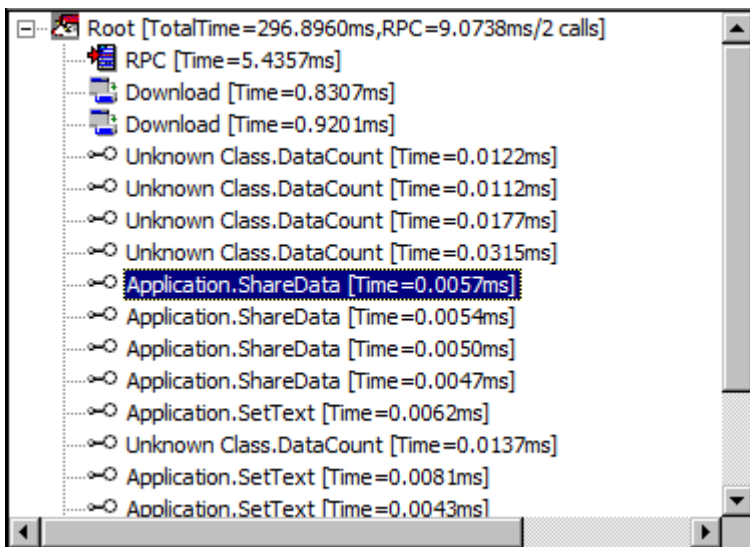 Root [TotalTime=296.8960ms,RPC=9.0738ms/2 calls]
RPC [Time=5.4357ms]
Download [Time=0.8307ms]
Download [Time=0.9201ms]
Unknown Class.DataCount [Time=0.0122ms]
Unknown Class.DataCount [Time=0.0112ms]
Unknown Class.DataCount [Time=0.0177ms]
Unknown Class.DataCount [Time=0.0315ms]
Application.ShareData [Time=0.0057ms]
Application.ShareData [Time=0.0054ms]
Application.ShareData [Time=0.0050ms]
Application.ShareData [Time=0.0047ms]
Application.SetText [Time=0.0062ms]
Unknown Class.DataCount [Time=0.0137ms]
Application.SetText [Time=0.0081ms]
Application.SetText [Time=0.0043ms]